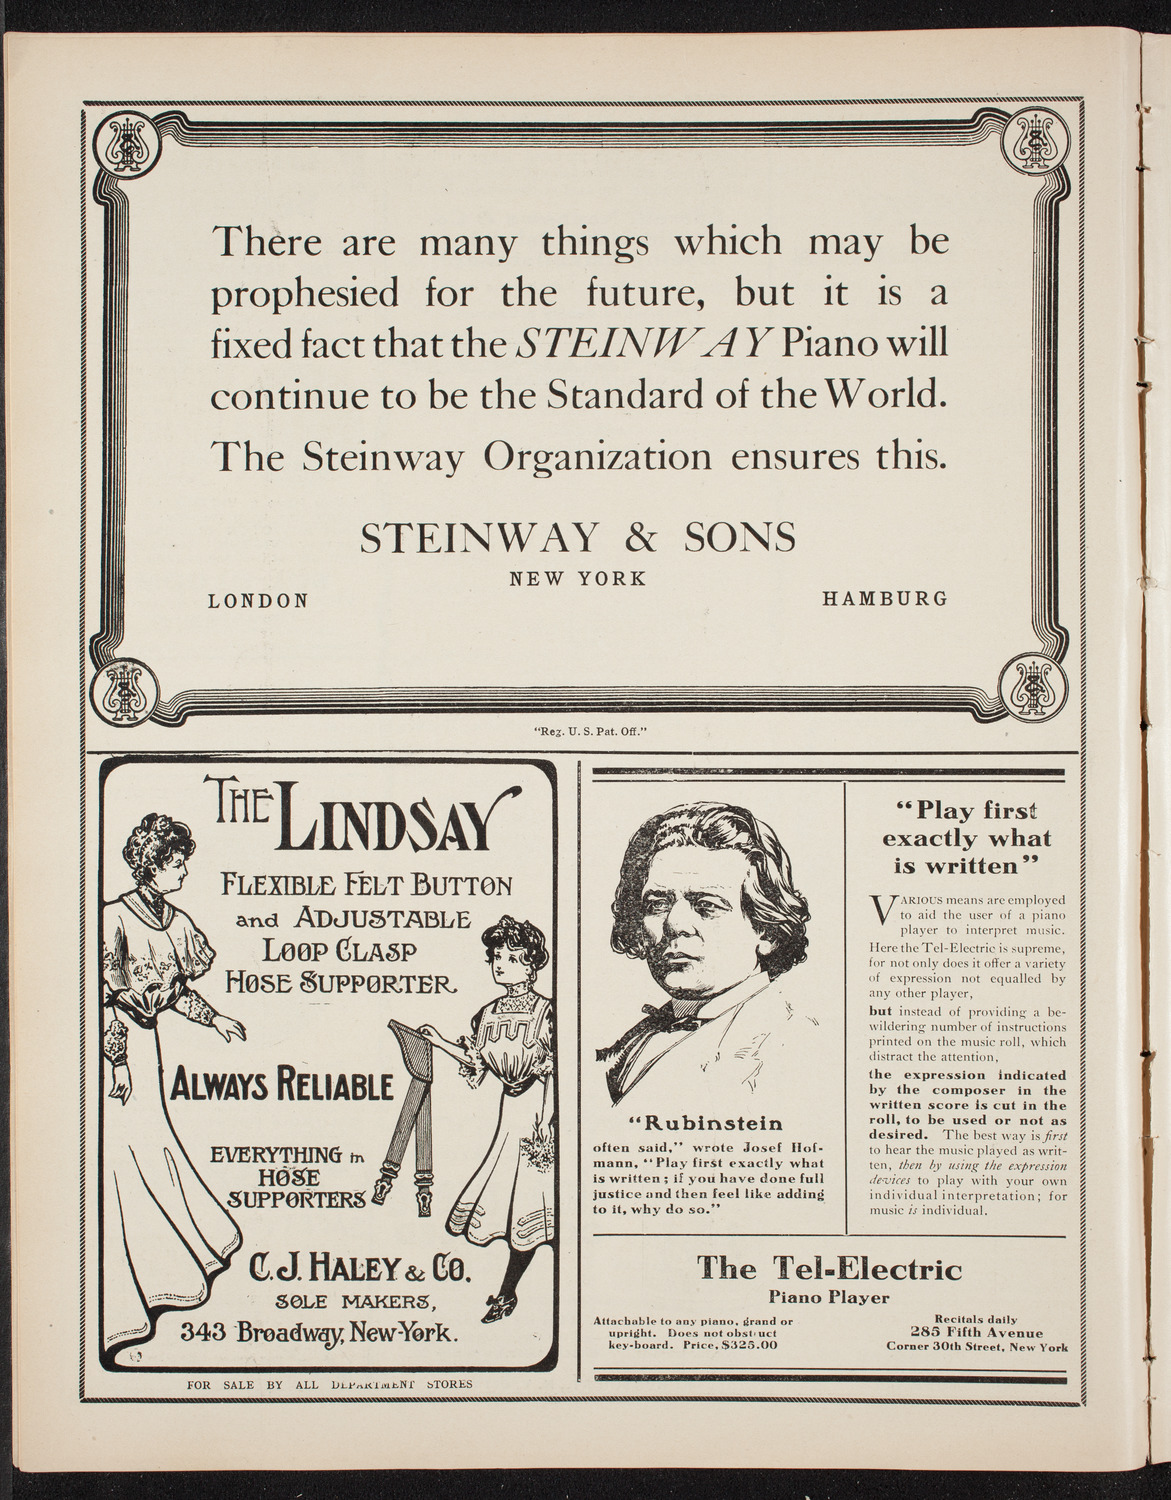 There are many things which may be
prophesied for the future, but it is a
fixed fact that the STEINWAY Piano will
continue to be the Standard of the World.
The Steinway Organization ensures this.
STEINWAY & SONS
NEW YORK
LONDON
HAMBURG
"Reg. U. S. Pat. Off."
THE LINDSAY
FLEXIBLE FELT BUTTON
and ADJUSTABLE
LOOP CLASP
HOSE SUPPORTER
ALWAYS RELIABLE
EVERYTHING in
HOSE
SUPPORTERS
C. J. HALEY & CO.
SOLE MAKERS,
343 Broadway, New-York.
FOR SALE BY ALL DEPARTMENT STORES
"Rubinstein
often said," wrote Josef Hof-
mann, "Play first exactly what
is written; if you have done full
justice and then feel like adding
to it, why do so."
"Play first
exactly what
is written"
VARIOUS means are employed
to aid the user of a piano
player to interpret music.
Here the Tel-Electric is supreme,
for not only does it offer a variety
of expression not equalled by
any other player,
but instead of providing a be-
wildering number of instructions
printed on the music roll, which
distract the attention,
the expression indicated
by the composer in the
written score is cut in the
roll, to be used or not as
desired. The best way is first
to hear the music played as writ-
ten, then by using the expression
devices to play with your own
individual interpretation; for
music is individual.
The Tel-Electric
Piano Player
Attachable to any piano, grand or
upright. Does not obstruct
key-board. Price, $325.00
Recitals daily
285 Fifth Avenue
Corner 30th Street, New York